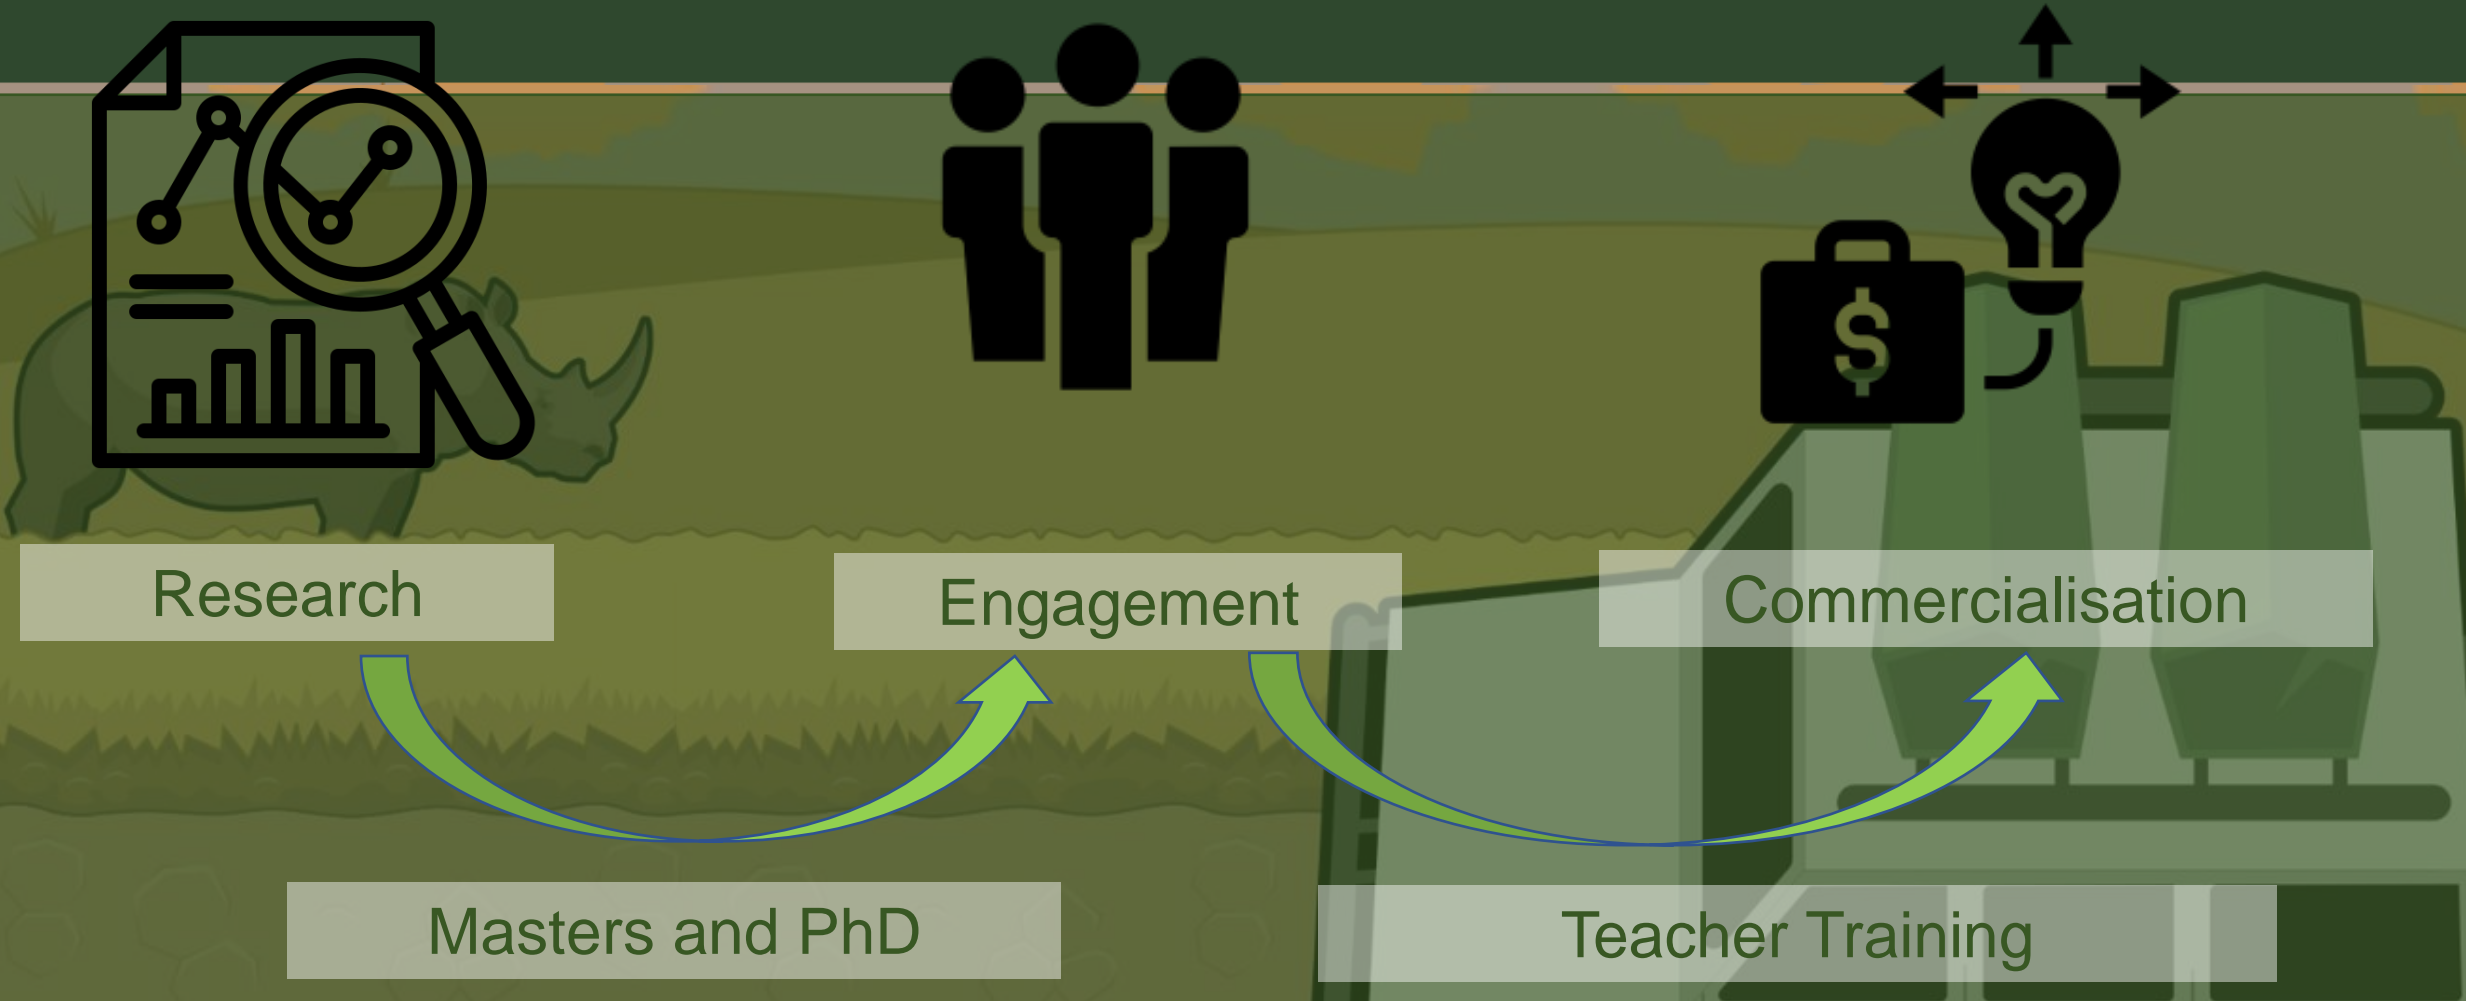 Research
Engagement
Commercialisation
Masters and PhD
Teacher Training